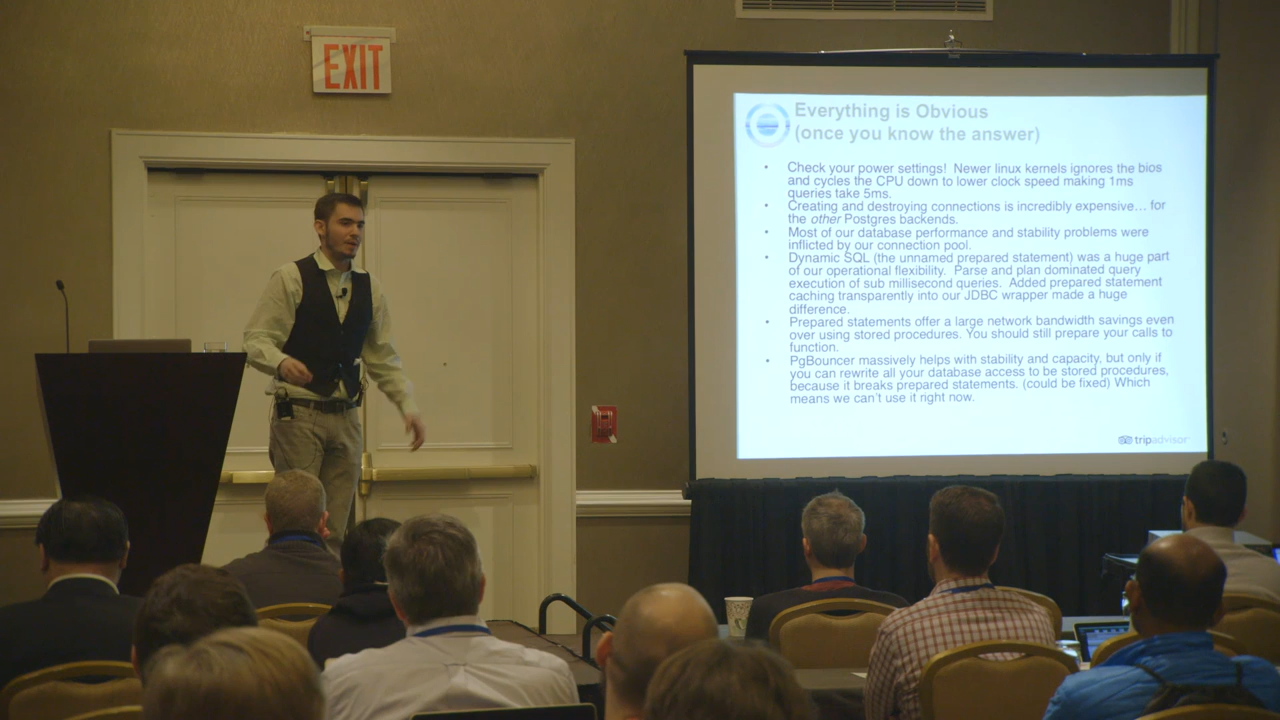 EXIT
Everything is Obvious
(once you know the answer)
• Check your power settings! Newer linux kernels ignores the bios
and cycles the CPU down to lower clock speed making 1ms
queries take 5ms.
• Creating and destroying connections is incredibly expensive… for
the other Postgres backends.
• Most of our database performance and stability problems were
inflicted by our connection pool.
• Dynamic SQL (the unnamed prepared statement) was a huge part
of our operational flexibility. Parse and plan dominated query
execution of sub millisecond queries. Added prepared statement
caching transparently into our JDBC wrapper made a huge
difference.
• Prepared statements offer a large network bandwidth savings even
over using stored procedures. You should still prepare your calls to
function.
• PgBouncer massively helps with stability and capacity, but only if
you can rewrite all your database access to be stored procedures,
because it breaks prepared statements. (could be fixed) Which
means we can't use it right now.
tripadvisor